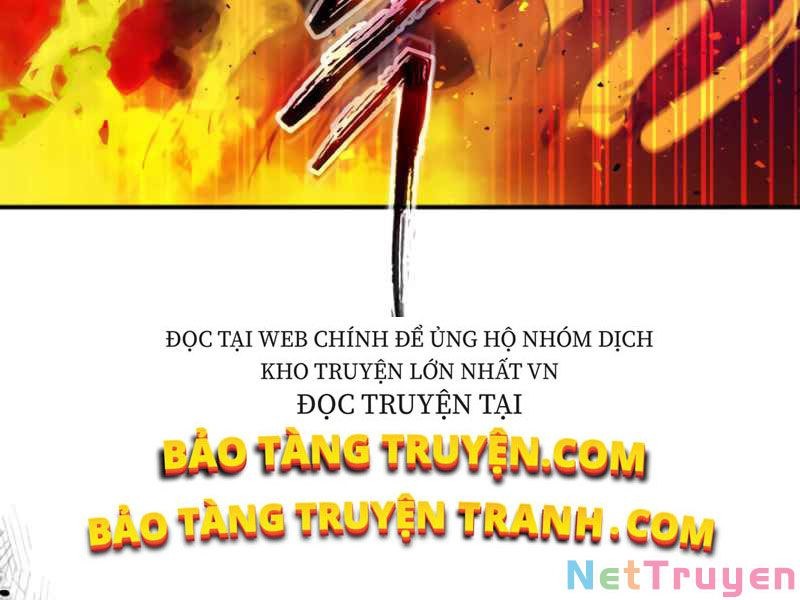 ĐỌC TẠI WEB CHÍNH ĐỂ ỦNG HỘ NHÓM DỊCH
KHO TRUYỆN LỚN NHẤT VN
ĐỌC TRUYỆN TẠI
BẢO TÀNG TRUYỆN.COM
BẢO TÀNG TRUYỆN TRANH.COM
NetTruyen